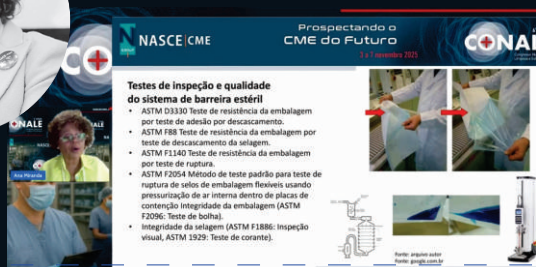 NASCE|CME
Prospectando o
CME do Futuro
3 a 7 novembro 2025
Testes de inspeção e qualidade
do sistema de barreira estéril
• ASTM D3330 Teste de resistência da embalagem
por teste de adesão por descascamento.
• ASTM F88 Teste de resistência da embalagem por
teste de descascamento da selagem.
• ASTM F1140 Teste de resistência da embalagem
por teste de ruptura.
• ASTM F2054 Método de teste padrão para teste de
ruptura de selos de embalagem flexíveis usando
pressurização de ar interna dentro de placas de
contenção Integridade da embalagem (ASTM
F2096: Teste de bolha).
• Integridade da selagem (ASTM F1886: Inspeção
visual, ASTM 1929: Teste de corante).
Ana Miranda
Fonte: arquivo autor
Fonte: google.com.br